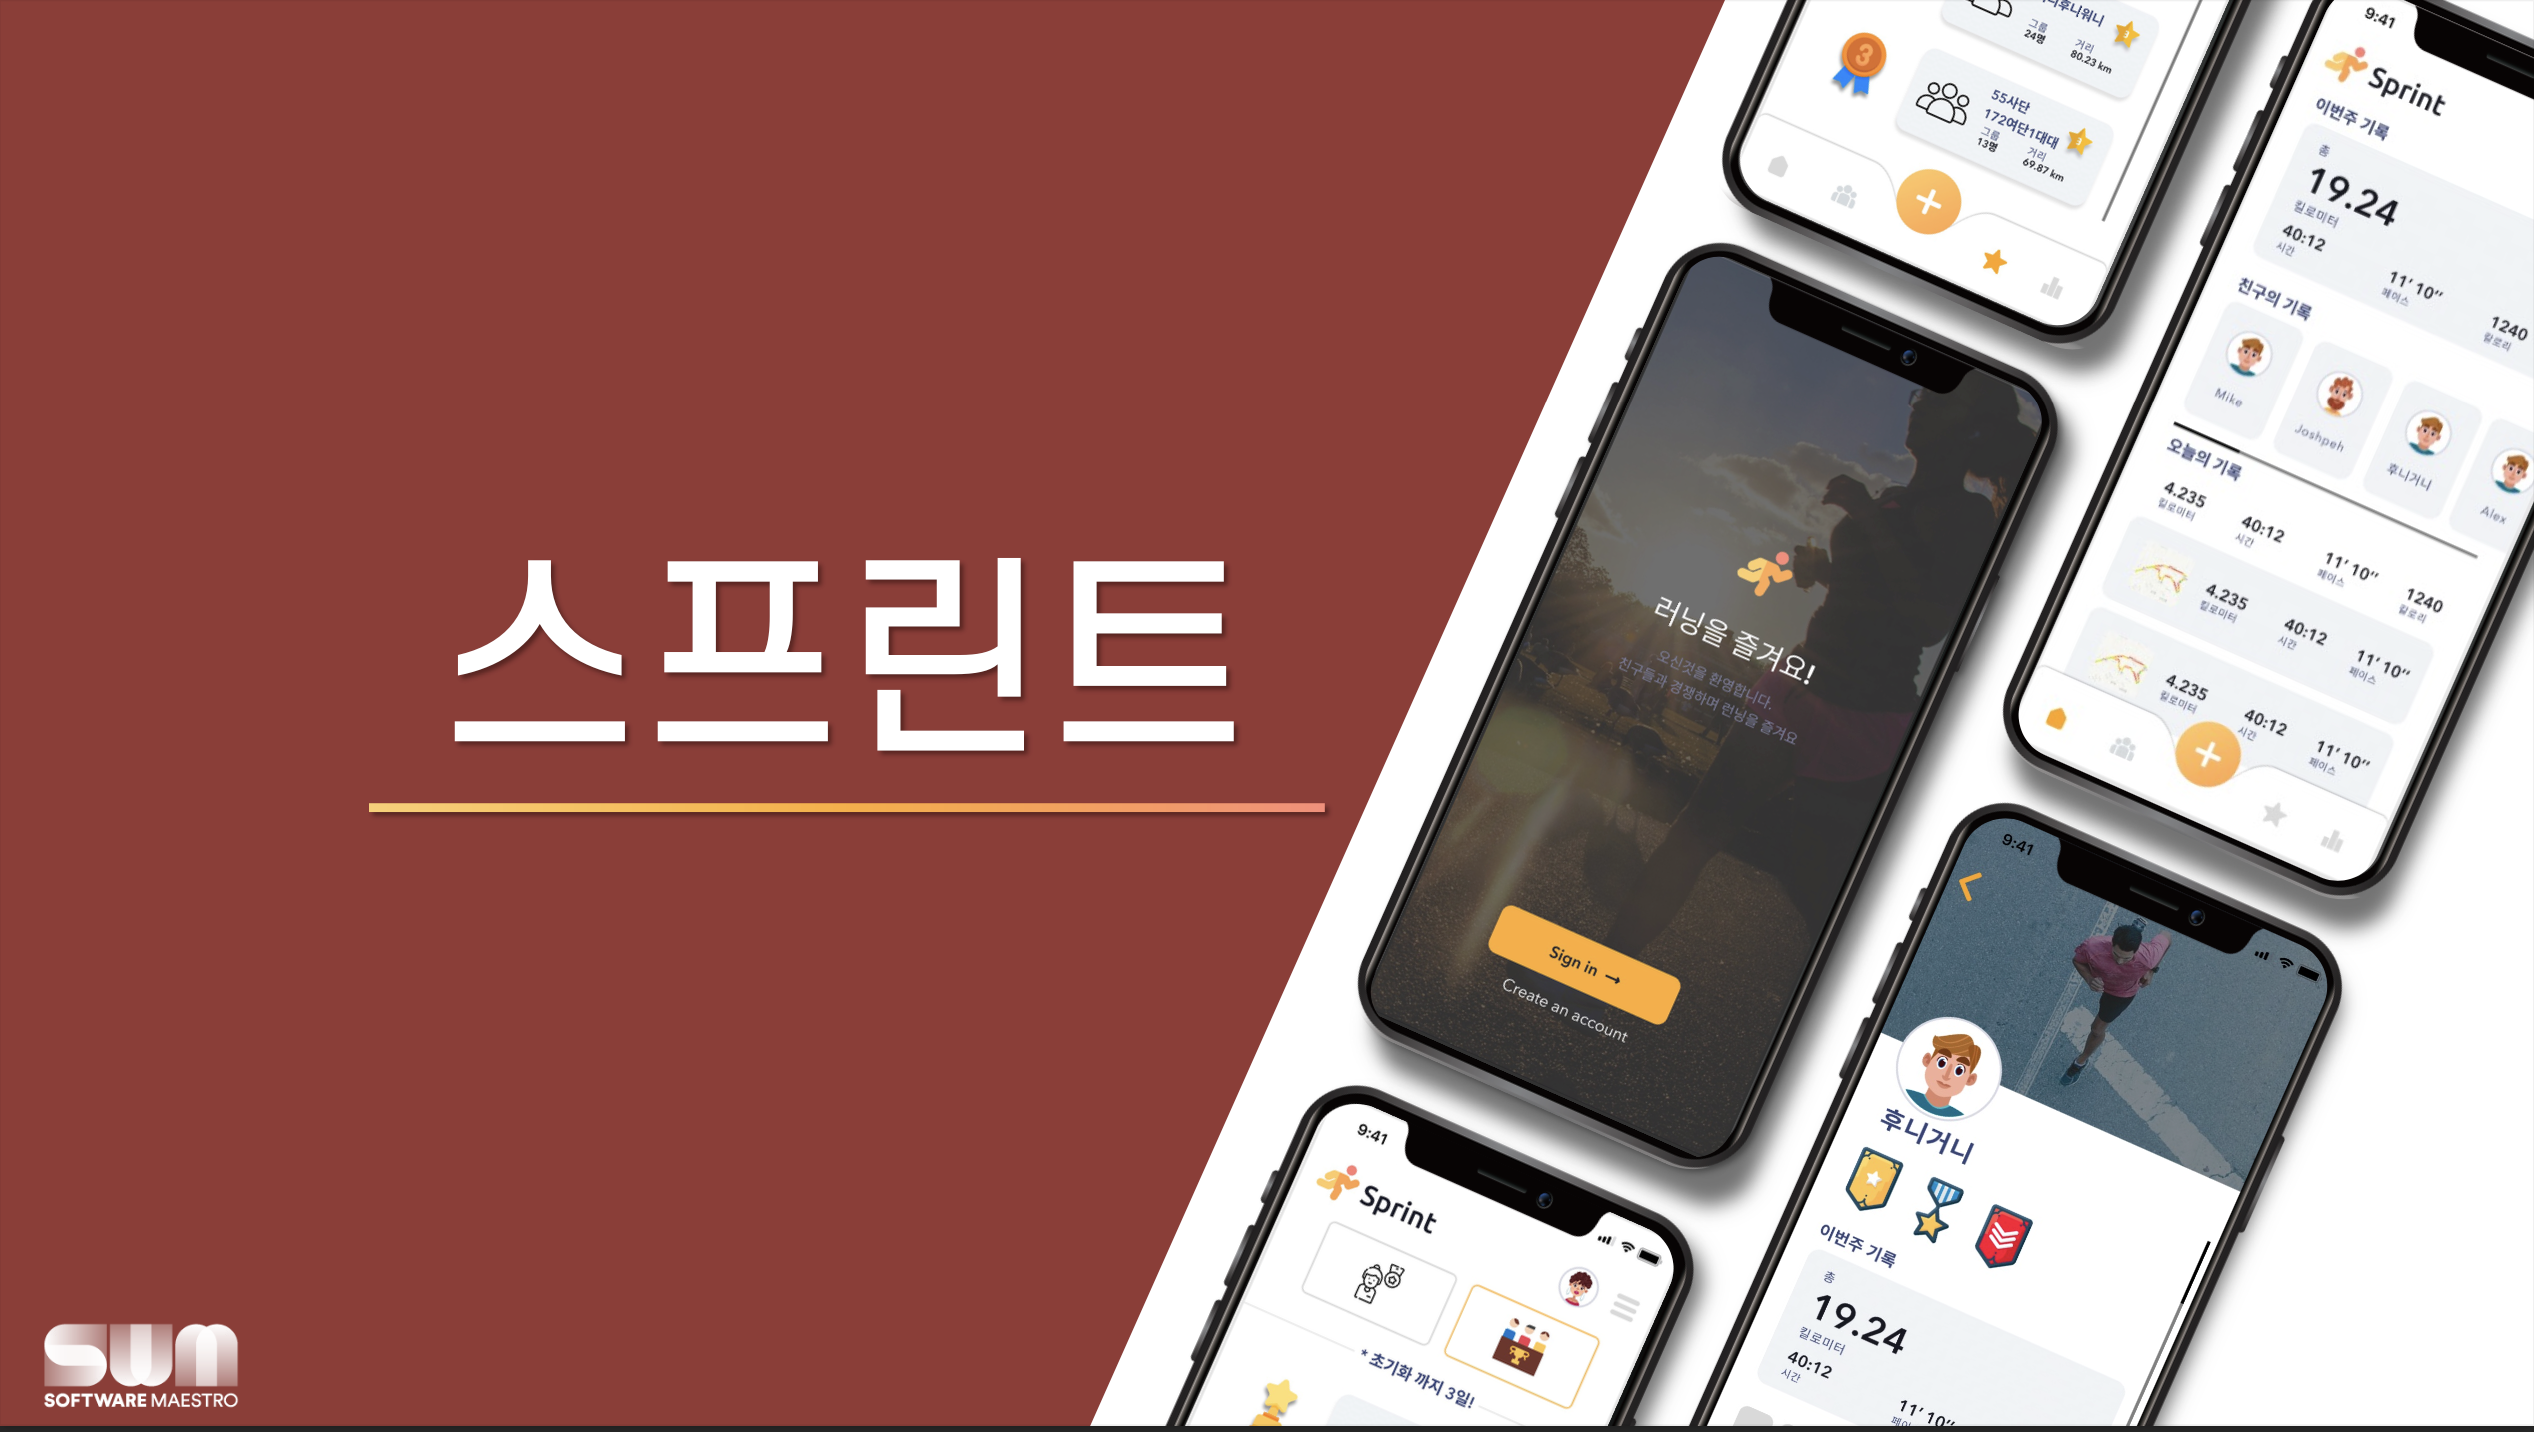 스프린트
SUM
SOFTWARE MAESTRO
그룹
24명
거리
80.23 km
3
55사단
172여단1대대
그룹
13명
거리
69.87 km
9:41
Sprint
이번주 기록
총
19.24
킬로미터
40:12
시간
11′ 10″
페이스
1240
칼로리
친구의 기록
Mike
Joshpeh
후니거니
Alex
오늘의 기록
4.235
킬로미터
40:12
시간
11′ 10″
페이스
1240
칼로리
4.235
킬로미터
40:12
시간
11′ 10″
페이스
4.235
킬로미터
40:12
시간
11′ 10″
페이스
러닝을 즐겨요!
오신것을 환영합니다.
친구들과 경쟁하며 런닝을 즐겨요
Sign in →
Create an account
9:41
후니거니
이번주 기록
총
19.24
킬로미터
40:12
시간
11′ 10″
9:41
Sprint
* 초기화 까지 3일!